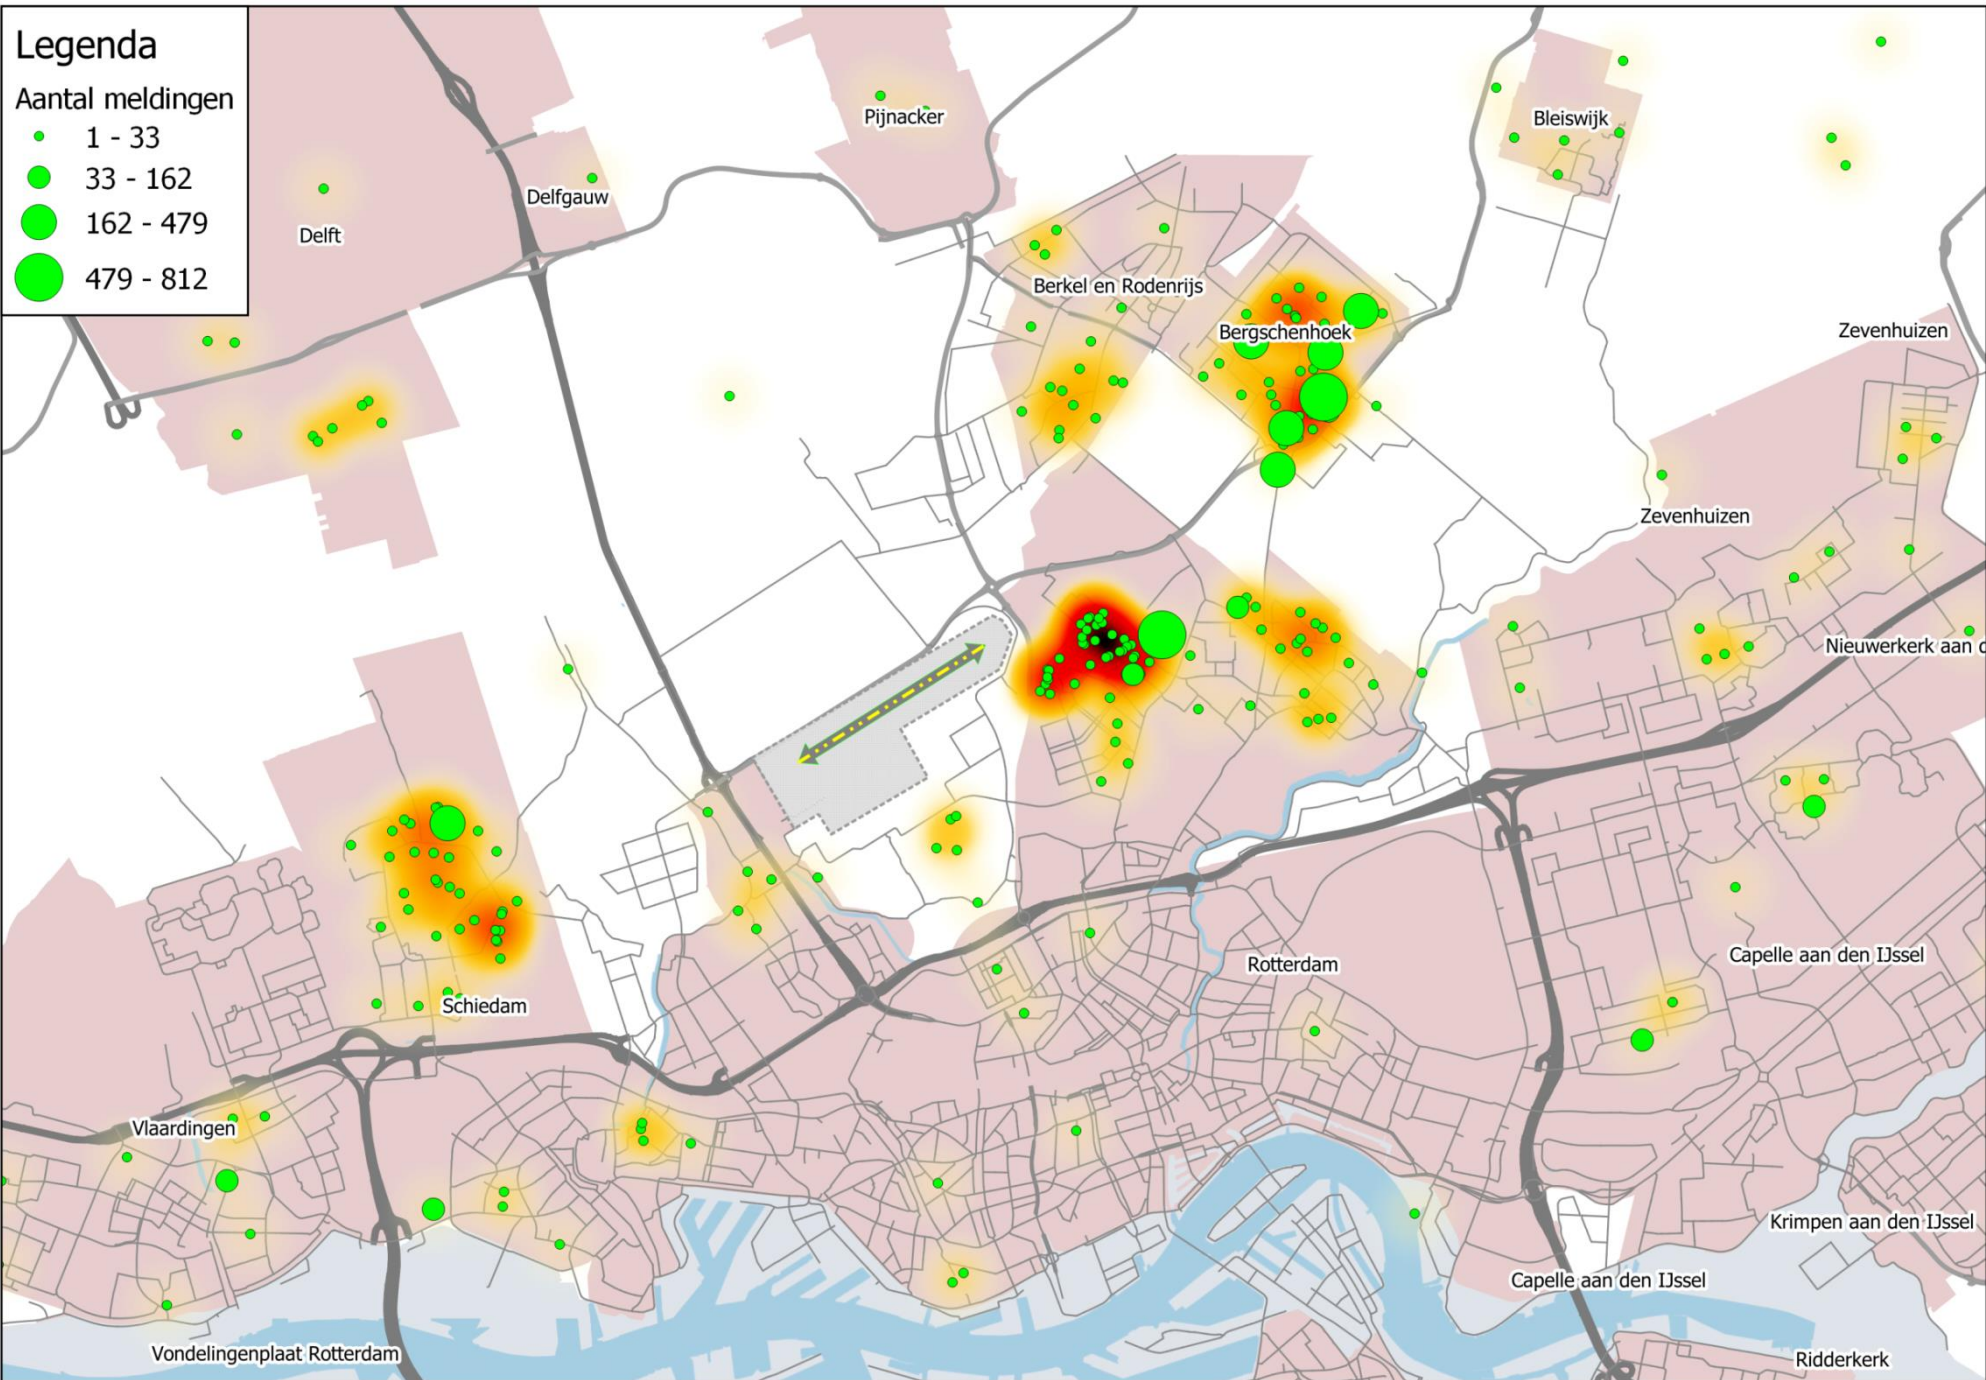 Legenda
Aantal meldingen
1 - 33
33 - 162
162 - 479
479 - 812
Pijnacker
Bleiswijk
Delfgauw
Delft
Berkel en Rodenrijs
Bergschenhoek
Zevenhuizen
Zevenhuizen
Nieuwerkerk aan d
Capelle aan den IJssel
Rotterdam
Schiedam
Vlaardingen
Krimpen aan den IJssel
Capelle aan den IJssel
Vondelingenplaat Rotterdam
Ridderkerk